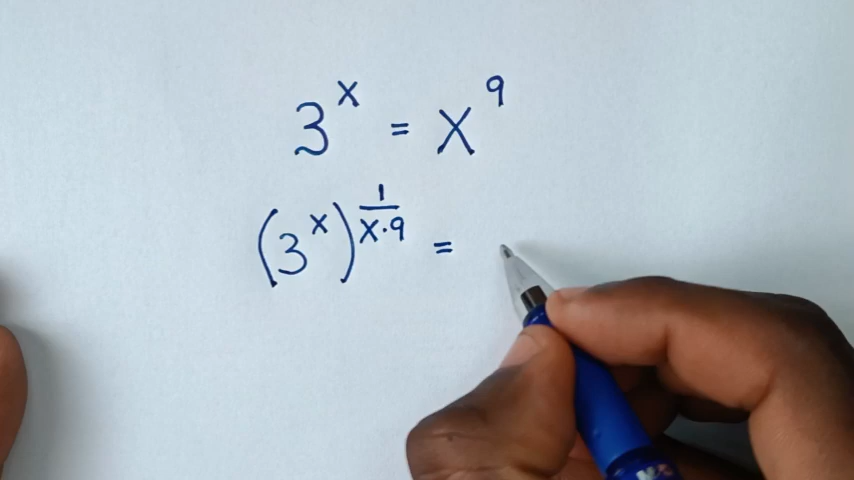 3^x = x^9
(3^x)^(1/(x·9)) =